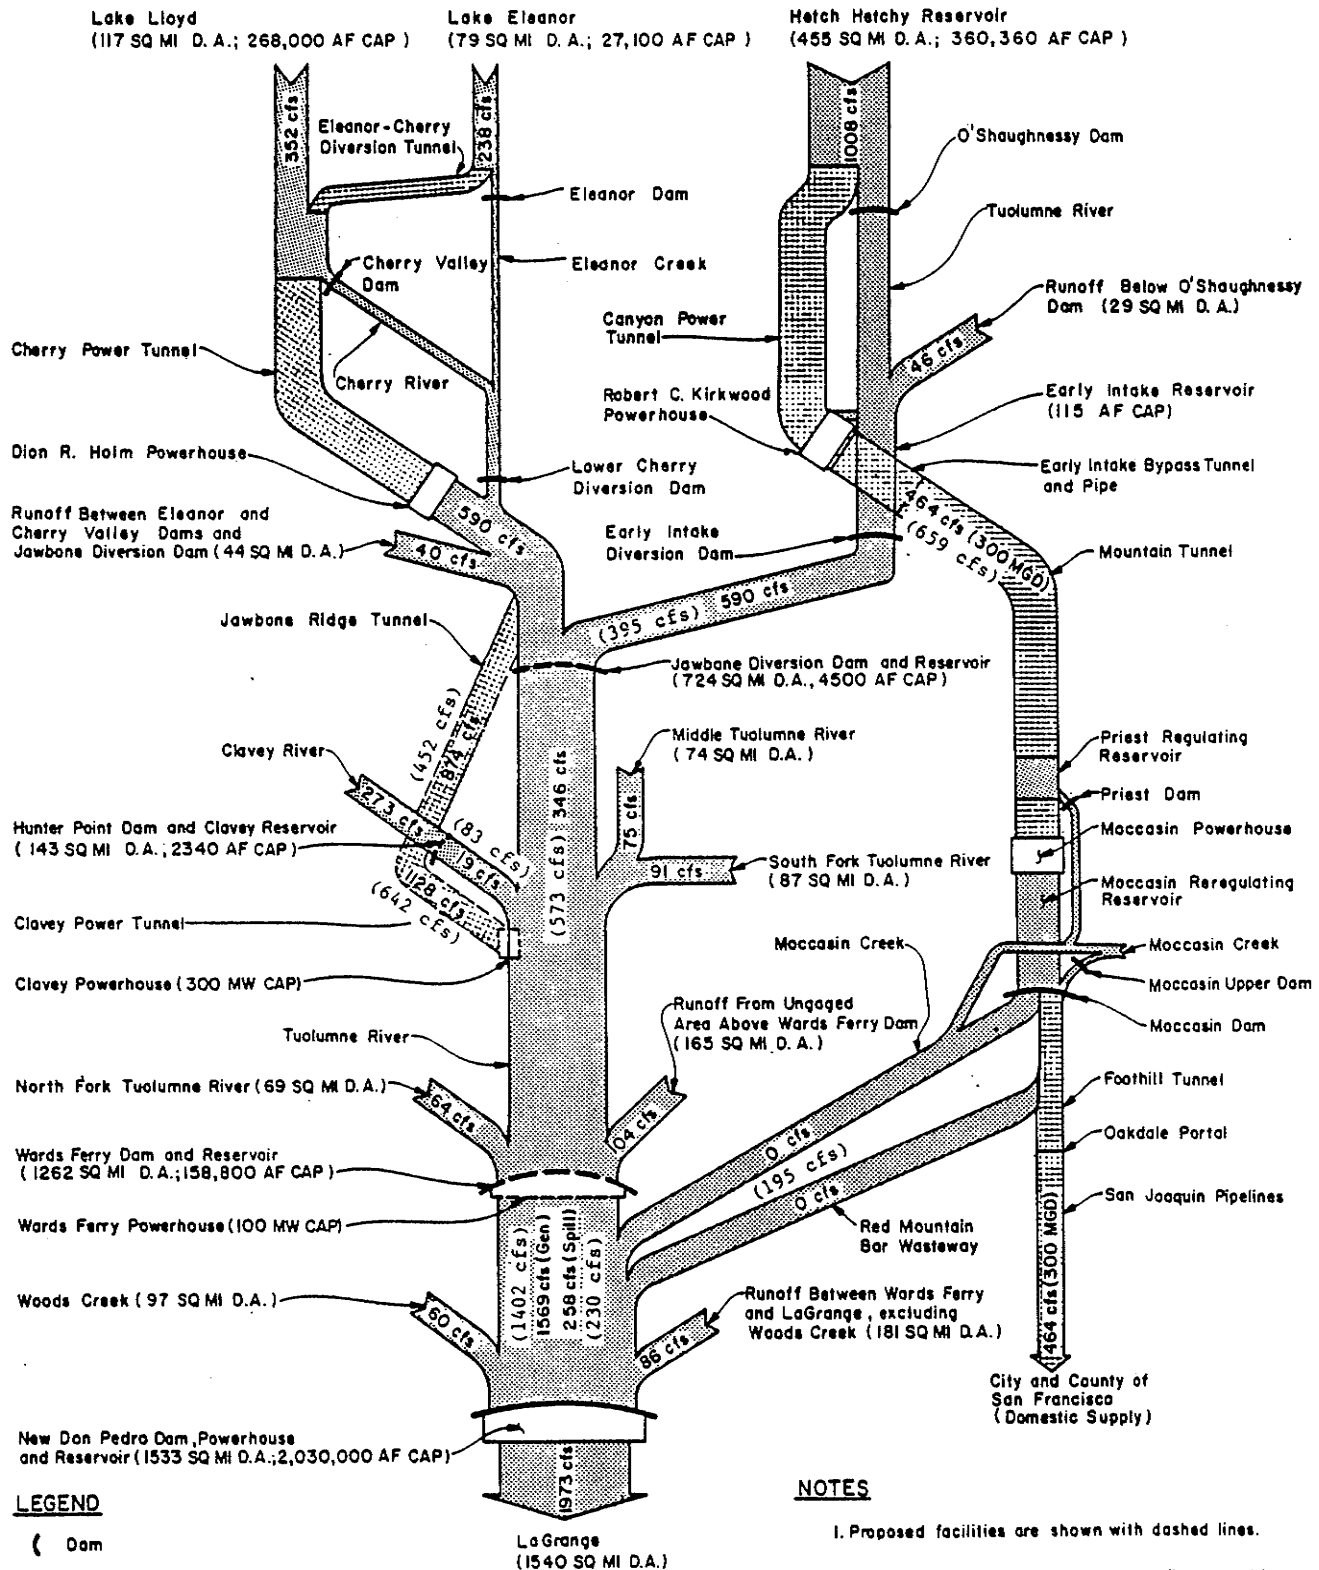 Lake Lloyd
(117 SQ MI D. A.; 268,000 AF CAP)
Lake Eleanor
(79 SQ MI D. A.; 27,100 AF CAP)
Hetch Hetchy Reservoir
(455 SQ MI D. A.; 360,360 AF CAP)
352 cfs
238 cfs
1008 cfs
Eleanor-Cherry
Diversion Tunnel
O'Shaughnessy Dam
Eleanor Dam
Tuolumne River
Cherry Valley
Dam
Eleanor Creek
Runoff Below O'Shaughnessy
Dam (29 SQ MI D. A.)
Canyon Power
Tunnel
46 cfs
Cherry Power Tunnel
Cherry River
Robert C. Kirkwood
Powerhouse
Early Intake Reservoir
(115 AF CAP)
Dion R. Holm Powerhouse
Lower Cherry
Diversion Dam
Early Intake Bypass Tunnel
and Pipe
590 cfs
464 cfs (300 MGD)
(659 cfs)
Runoff Between Eleanor and
Cherry Valley Dams and
Jawbone Diversion Dam (44 SQ MI D.A.)
40 cfs
Early Intake
Diversion Dam
Mountain Tunnel
(395 cfs) 590 cfs
Jawbone Ridge Tunnel
Jawbone Diversion Dam and Reservoir
(724 SQ MI D.A., 4500 AF CAP)
(452 cfs)
874 cfs
Clavey River
Middle Tuolumne River
(74 SQ MI D.A.)
Priest Regulating
Reservoir
273 cfs
(573 cfs) 346 cfs
75 cfs
Priest Dam
Hunter Point Dam and Clavey Reservoir
(143 SQ MI D.A.; 2340 AF CAP)
(83 cfs)
19 cfs
Moccasin Powerhouse
91 cfs
South Fork Tuolumne River
(87 SQ MI D.A.)
1128 cfs
(642 cfs)
Moccasin Reregulating
Reservoir
Clavey Power Tunnel
Moccasin Creek
Moccasin Creek
Clavey Powerhouse (300 MW CAP)
Moccasin Upper Dam
Runoff From Ungaged
Area Above Wards Ferry Dam
(165 SQ MI D. A.)
Moccasin Dam
Tuolumne River
North Fork Tuolumne River (69 SQ MI D.A.)
64 cfs
104 cfs
Foothill Tunnel
Oakdale Portal
Wards Ferry Dam and Reservoir
(1262 SQ MI D.A.; 158,800 AF CAP)
0 cfs
(195 cfs)
0 cfs
San Joaquin Pipelines
Wards Ferry Powerhouse (100 MW CAP)
Red Mountain
Bar Wasteway
(1402 cfs)
1569 cfs (Gen)
258 cfs (Spill)
(230 cfs)
464 cfs (300 MGD)
Woods Creek (97 SQ MI D.A.)
60 cfs
Runoff Between Wards Ferry
and LaGrange, excluding
Woods Creek (181 SQ MI D.A.)
86 cfs
City and County of
San Francisco
(Domestic Supply)
New Don Pedro Dam, Powerhouse
and Reservoir (1533 SQ MI D.A.; 2,030,000 AF CAP)
1973 cfs
LEGEND
( Dam
LaGrange
(1540 SQ MI D.A.)
NOTES
1. Proposed facilities are shown with dashed lines.